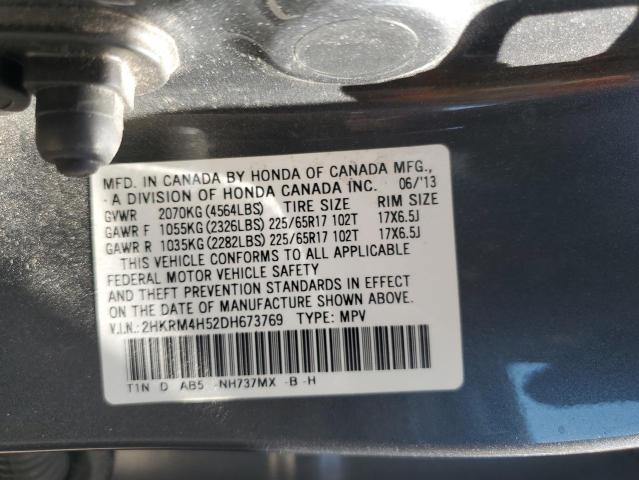 MFD. IN CANADA BY HONDA OF CANADA MFG.,
- A DIVISION OF HONDA CANADA INC. 06/'13
GVWR 2070KG (4564LBS) TIRE SIZE RIM SIZE
GAWR F 1055KG (2326LBS) 225/65R17 102T 17X6.5J
GAWR R 1035KG (2282LBS) 225/65R17 102T 17X6.5J
THIS VEHICLE CONFORMS TO ALL APPLICABLE
FEDERAL MOTOR VEHICLE SAFETY
AND THEFT PREVENTION STANDARDS IN EFFECT
ON THE DATE OF MANUFACTURE SHOWN ABOVE.
V.I.N.: 2HKRM4H52DH673769 TYPE: MPV
T1N D AB5 -NH737MX -B -H